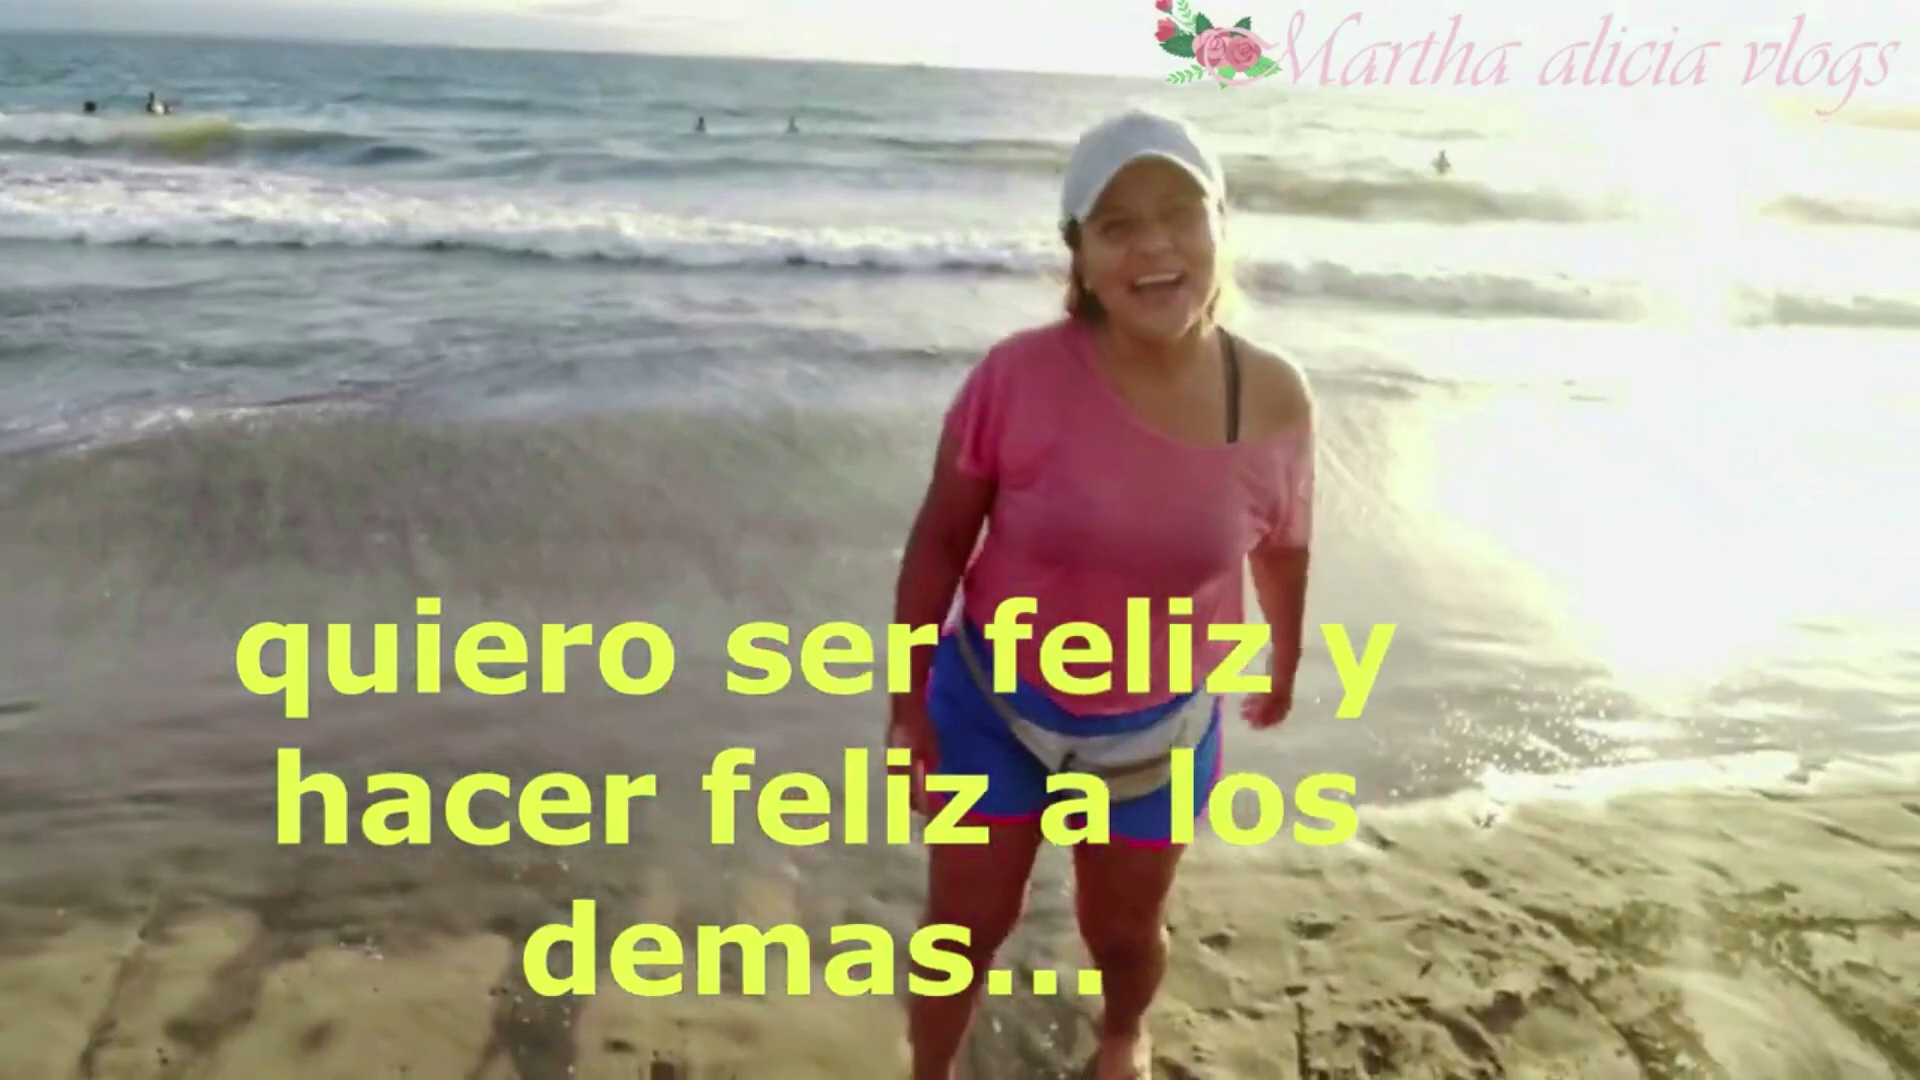 Martha alicia vlogs
quiero ser feliz y
hacer feliz a los
demas...